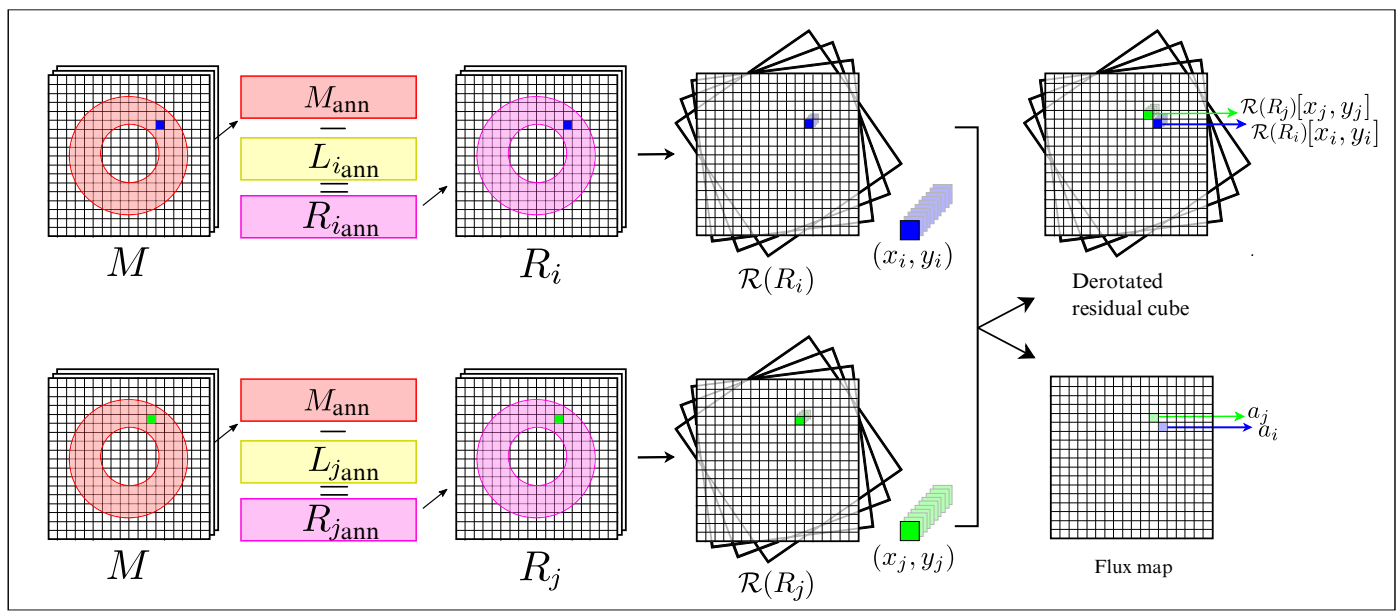 M
M_ann
−
L_i ann
=
R_i ann
R_i
R(R_i)
(x_i, y_i)
R(R_j)[x_j, y_j]
R(R_i)[x_i, y_i]
Derotated
residual cube
M
M_ann
−
L_j ann
=
R_j ann
R_j
R(R_j)
(x_j, y_j)
a_j
a_i
Flux map